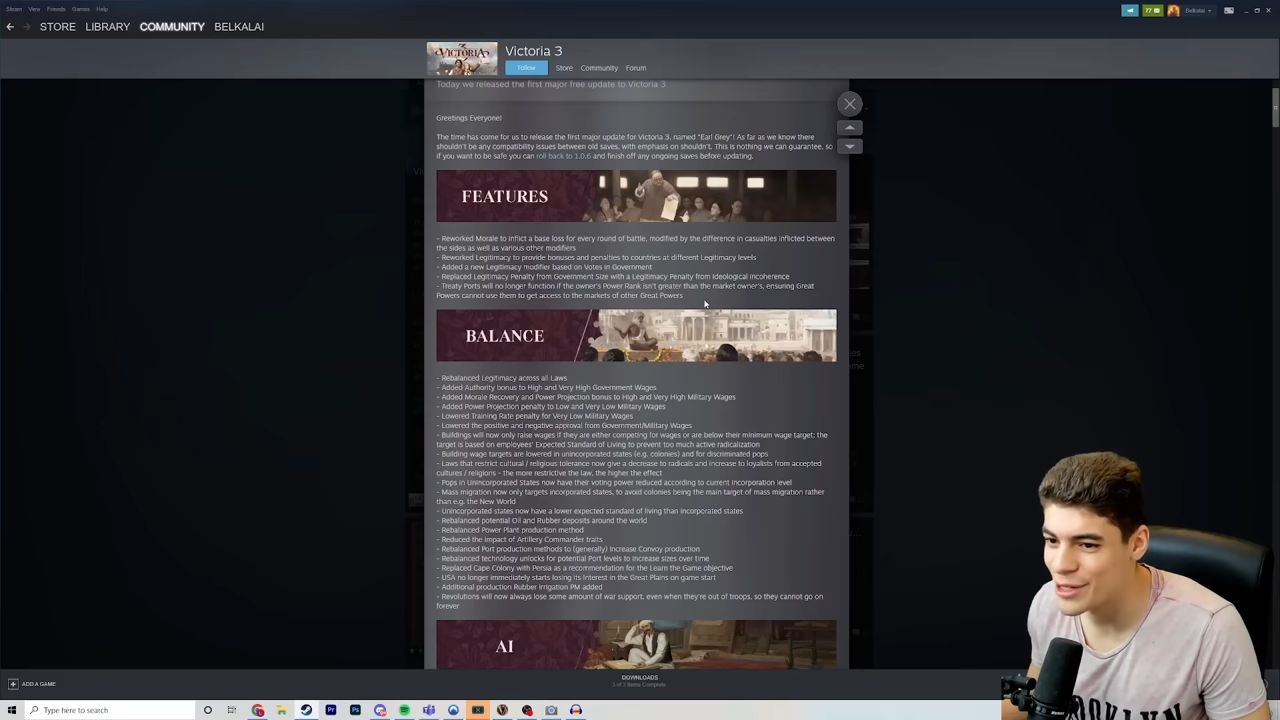 Steam View Friends Games Help
77
Belkalai
STORE LIBRARY COMMUNITY BELKALAI
VICTORIA
Victoria 3
Follow Store Community Forum
Today we released the first major free update to Victoria 3
Greetings Everyone!
The time has come for us to release the first major update for Victoria 3, named "Earl Grey"! As far as we know there
shouldn't be any compatibility issues between old saves, with emphasis on shouldn't. This is nothing we can guarantee, so
if you want to be safe you can roll back to 1.0.6 and finish off any ongoing saves before updating.
FEATURES
- Reworked Morale to inflict a base loss for every round of battle, modified by the difference in casualties inflicted between
the sides as well as various other modifiers
- Reworked Legitimacy to provide bonuses and penalties to countries at different Legitimacy levels
- Added a new Legitimacy modifier based on Votes in Government
- Replaced Legitimacy Penalty from Government Size with a Legitimacy Penalty from Ideological Incoherence
- Treaty Ports will no longer function if the owner's Power Rank isn't greater than the market owner's, ensuring Great
Powers cannot use them to get access to the markets of other Great Powers
BALANCE
- Rebalanced Legitimacy across all Laws
- Added Authority bonus to High and Very High Government Wages
- Added Morale Recovery and Power Projection bonus to High and Very High Military Wages
- Added Power Projection penalty to Low and Very Low Military Wages
- Lowered Training Rate penalty for Very Low Military Wages
- Lowered the positive and negative approval from Government/Military Wages
- Buildings will now only raise wages if they are either competing for wages or are below their minimum wage target; the
target is based on employees' Expected Standard of Living to prevent too much active radicalization
- Building wage targets are lowered in unincorporated states (e.g. colonies) and for discriminated pops
- Laws that restrict cultural / religious tolerance now give a decrease to radicals and increase to loyalists from accepted
cultures / religions - the more restrictive the law, the higher the effect
- Pops in Unincorporated States now have their voting power reduced according to current incorporation level
- Mass migration now only targets incorporated states, to avoid colonies being the main target of mass migration rather
than e.g. the New World
- Unincorporated states now have a lower expected standard of living than incorporated states
- Rebalanced potential Oil and Rubber deposits around the world
- Rebalanced Power Plant production method
- Reduced the impact of Artillery Commander traits
- Rebalanced Port production methods to (generally) increase Convoy production
- Rebalanced technology unlocks for potential Port levels to increase sizes over time
- Replaced Cape Colony with Persia as a recommendation for the Learn the Game objective
- USA no longer immediately starts losing its Interest in the Great Plains on game start
- Additional production Rubber Irrigation PM added
- Revolutions will now always lose some amount of war support, even when they're out of troops, so they cannot go on
forever
AI
ADD A GAME
DOWNLOADS
3 of 3 Items Complete
Type here to search